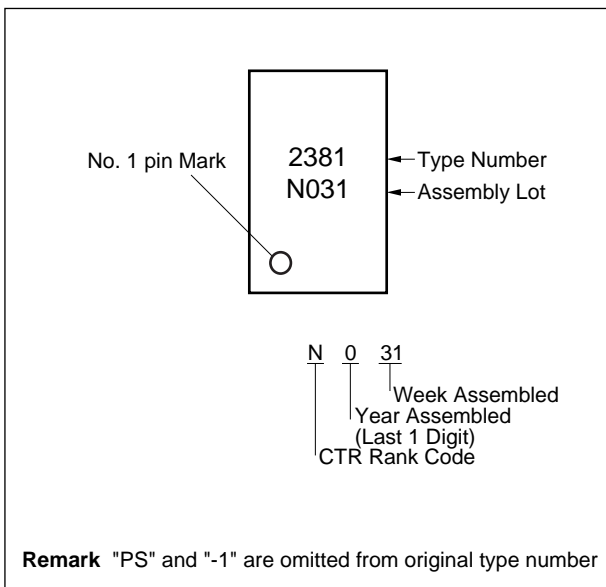 No. 1 pin Mark
2381
Type Number
N031
Assembly Lot
N 0 31
Week Assembled
Year Assembled
(Last 1 Digit)
CTR Rank Code
Remark "PS" and "-1" are omitted from original type number